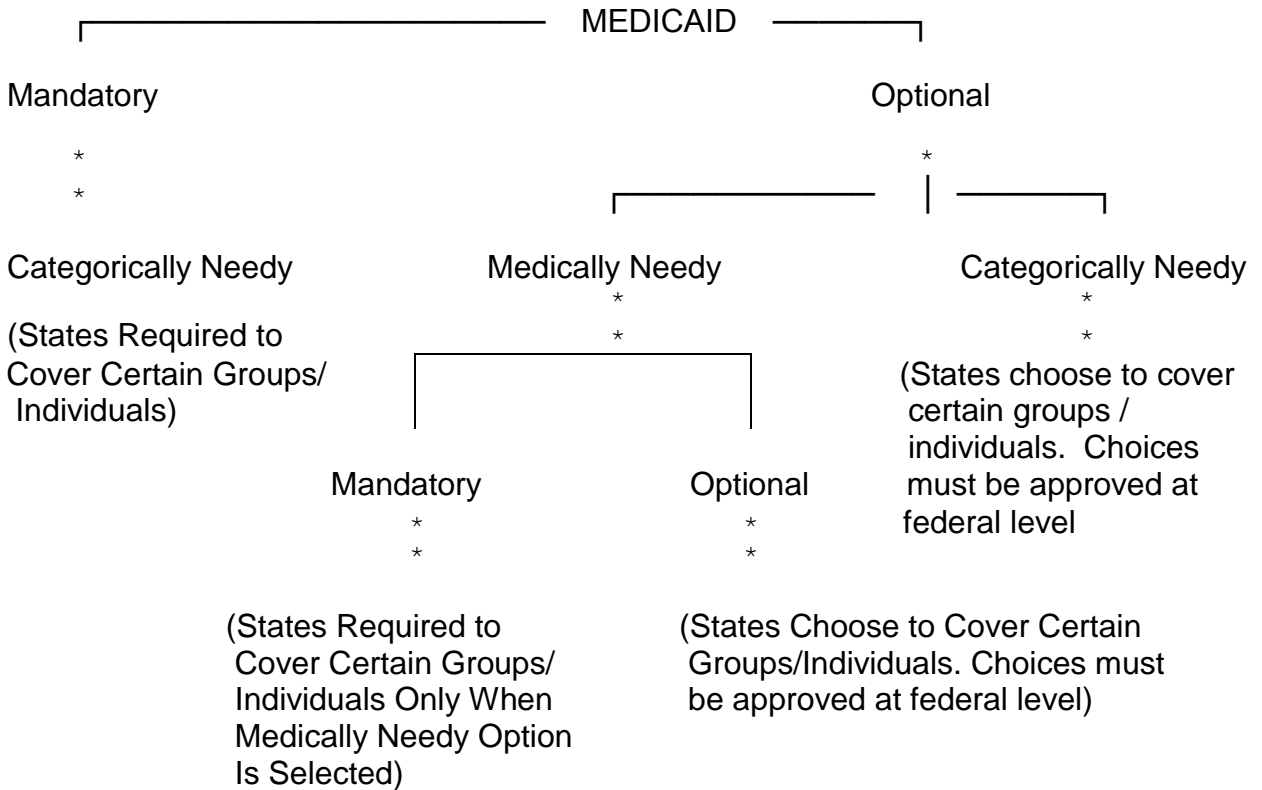 MEDICAID
Mandatory
Optional
*
*
*
Categorically Needy
Medically Needy
Categorically Needy
(States Required to
Cover Certain Groups/
Individuals)
*
*
*
*
(States choose to cover
certain groups /
individuals.  Choices
must be approved at
federal level
Mandatory
*
*
(States Required to
Cover Certain Groups/
Individuals Only When
Medically Needy Option
Is Selected)
Optional
*
*
(States Choose to Cover Certain
Groups/Individuals. Choices must
be approved at federal level)